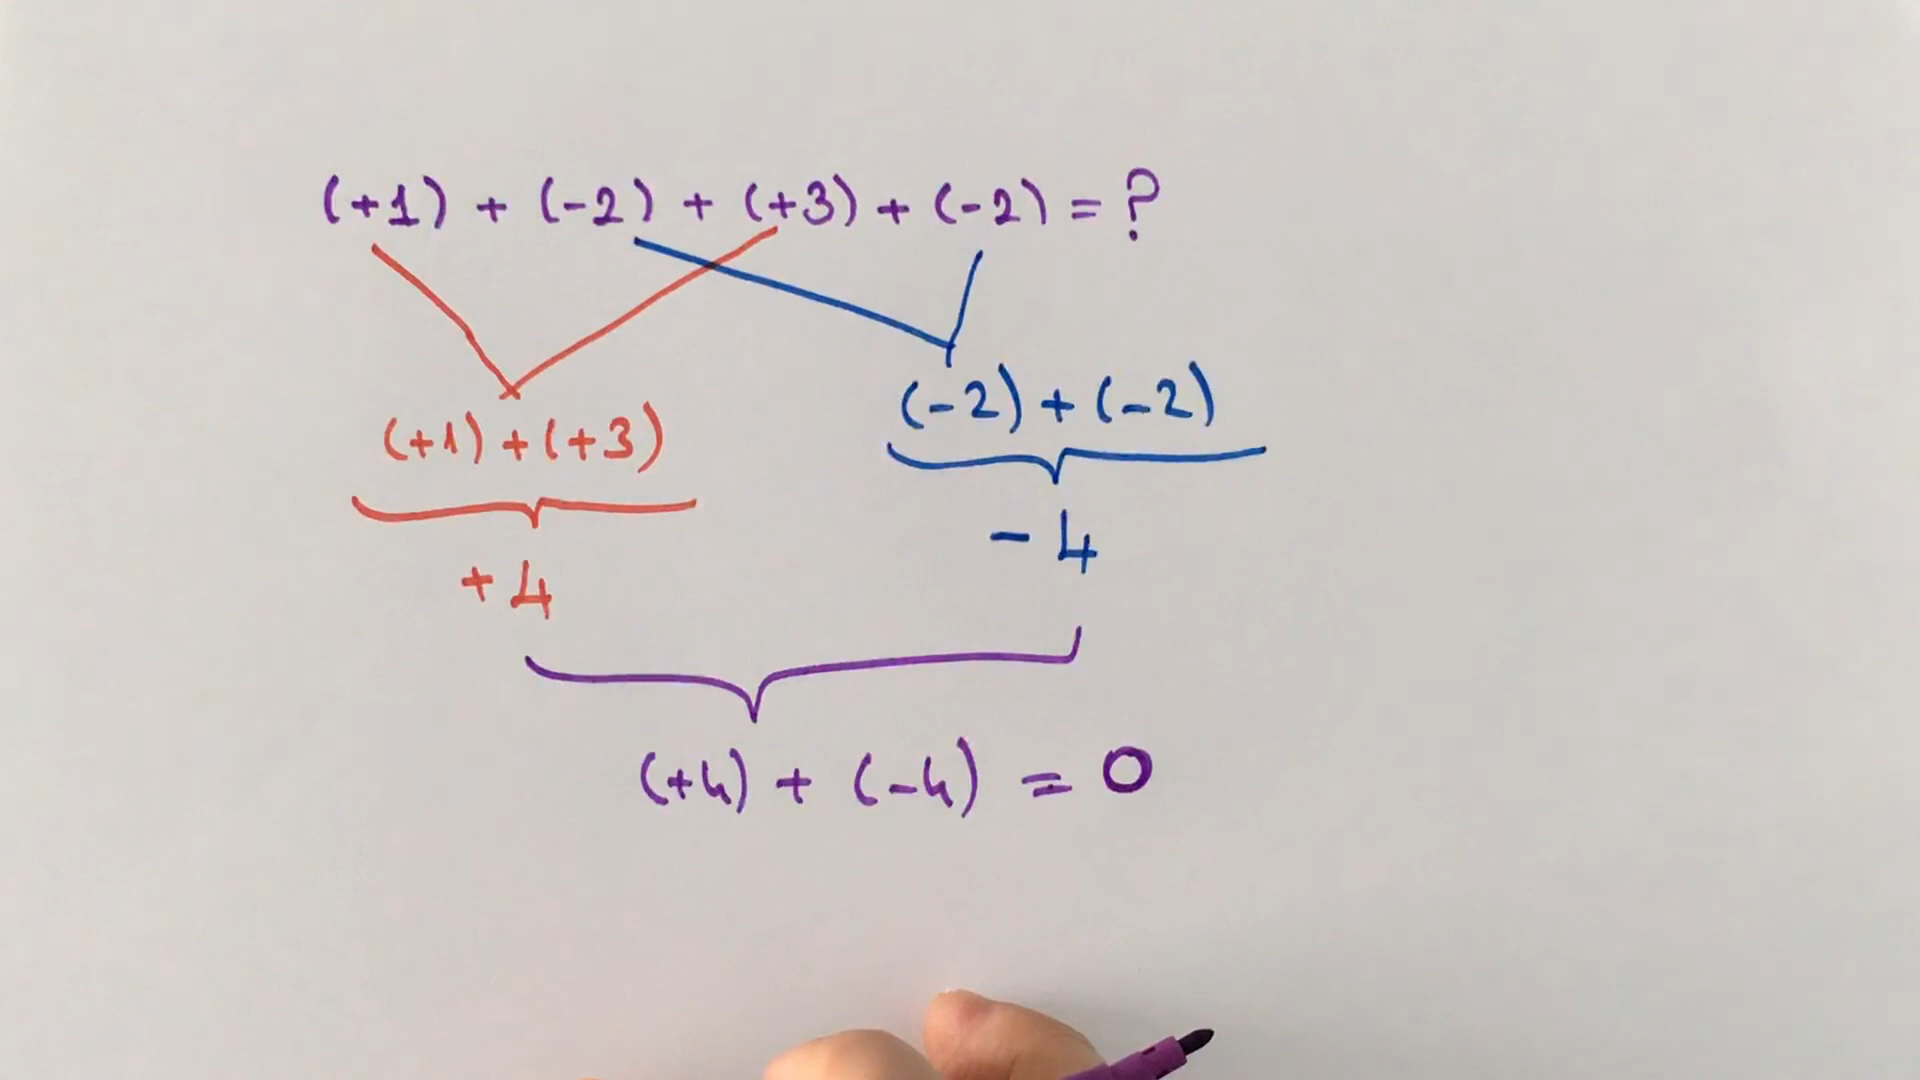 (+1) + (-2) + (+3) + (-2) = ?
(-2) + (-2)
(+1) + (+3)
- 4
+ 4
(+4) + (-4) = 0